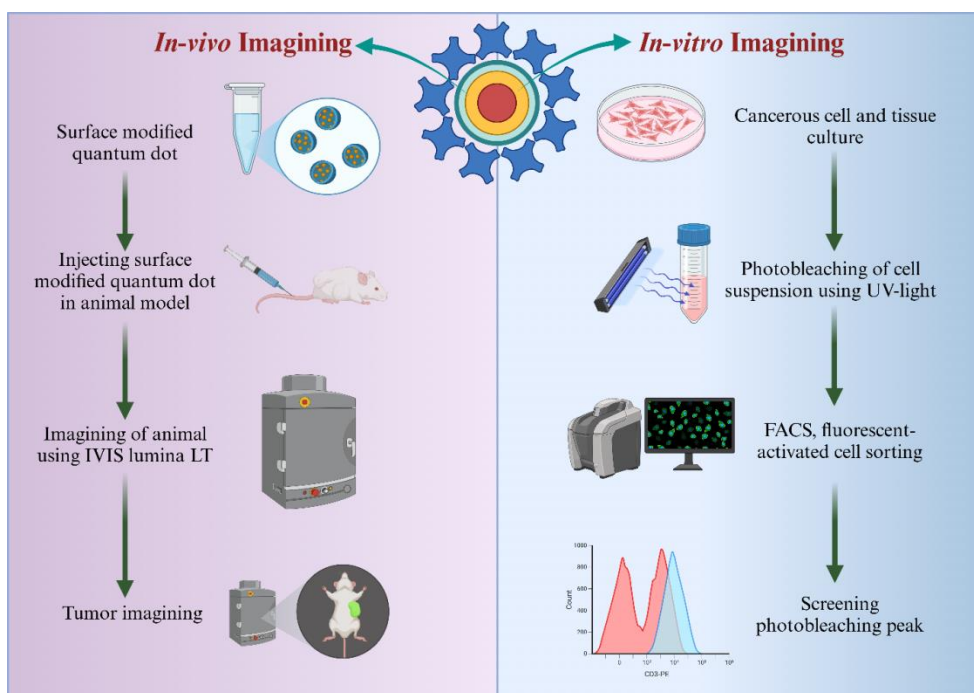 In-vivo Imagining
In-vitro Imagining
Surface modified
quantum dot
Injecting surface
modified quantum dot
in animal model
Imagining of animal
using IVIS lumina LT
Tumor imagining
Cancerous cell and tissue
culture
Photobleaching of cell
suspension using UV-light
FACS, fluorescent-
activated cell sorting
Screening
photobleaching peak
1000
800
600
400
200
0
Count
0
CD3-PE